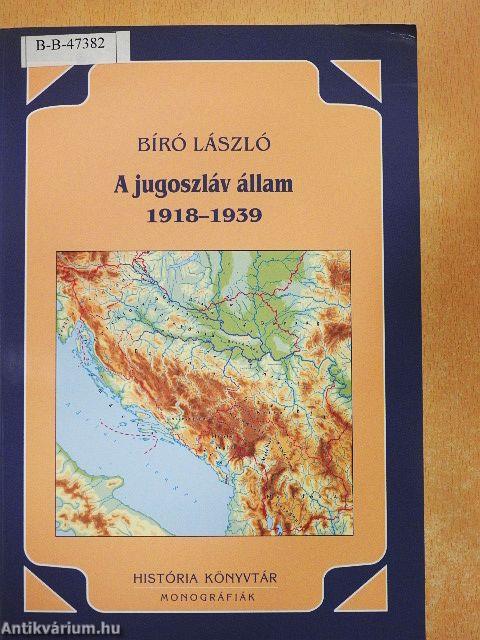 B-B-47382
BÍRÓ LÁSZLÓ
A jugoszláv állam
1918–1939
HISTÓRIA KÖNYVTÁR
MONOGRÁFIÁK
Antikvárium.hu